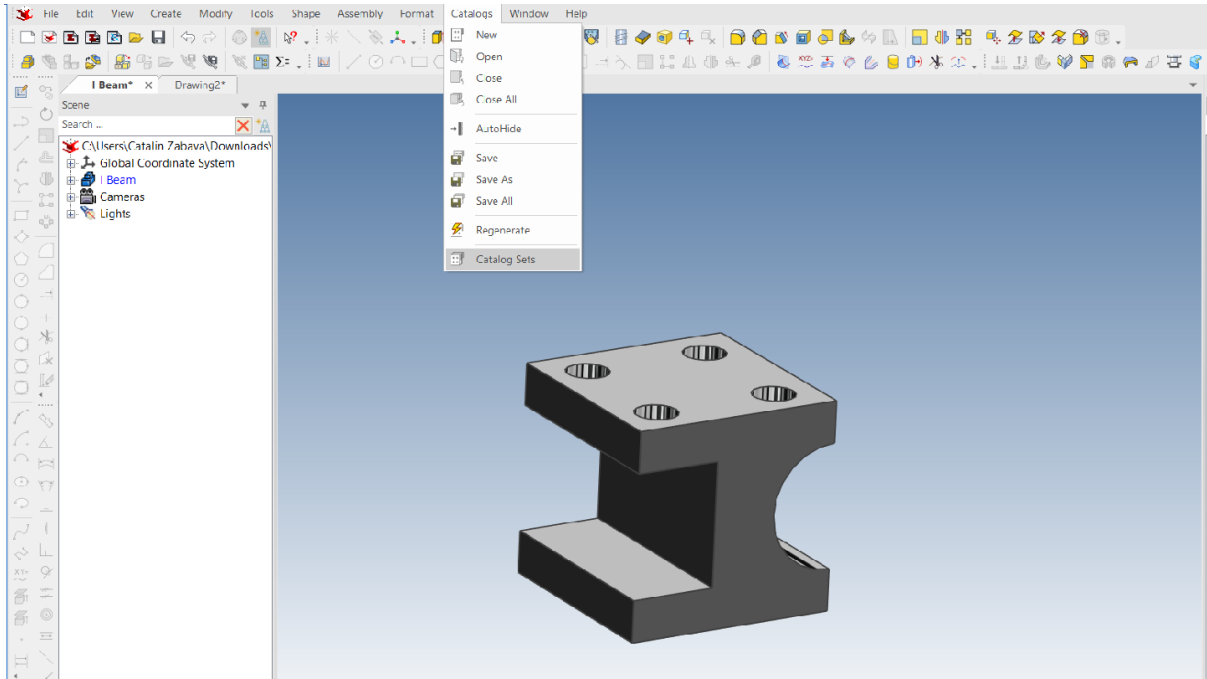 File Edit View Create Modify Tools Shape Assembly Format Catalogs Window Help
New
Open
Close
Close All
AutoHide
Save
Save As
Save All
Regenerate
Catalog Sets
I Beam* Drawing2*
Scene
Search ...
C:\Users\Catalin Zabava\Downloads\
Global Coordinate System
I Beam
Cameras
Lights